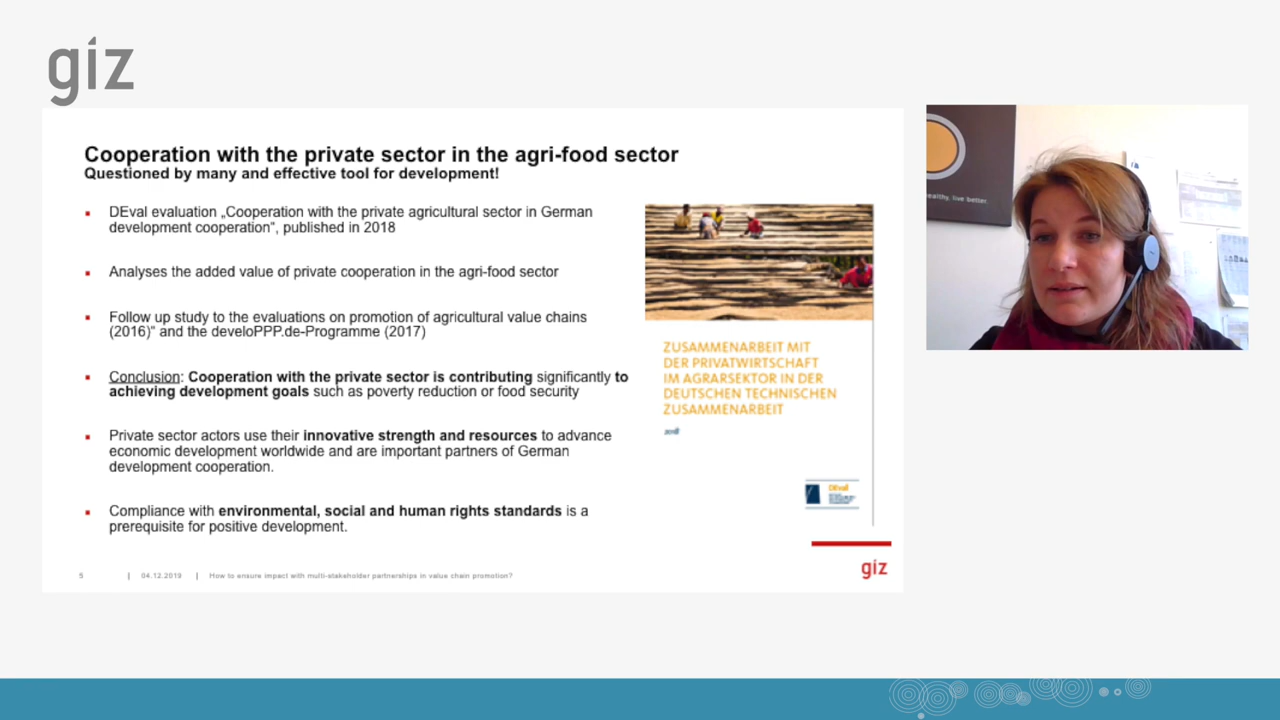 giz
Cooperation with the private sector in the agri-food sector
Questioned by many and effective tool for development!
DEval evaluation „Cooperation with the private agricultural sector in German
development cooperation“, published in 2018
Analyses the added value of private cooperation in the agri-food sector
Follow up study to the evaluations on promotion of agricultural value chains
(2016)“ and the develoPPP.de-Programme (2017)
Conclusion: Cooperation with the private sector is contributing significantly to
achieving development goals such as poverty reduction or food security
Private sector actors use their innovative strength and resources to advance
economic development worldwide and are important partners of German
development cooperation.
Compliance with environmental, social and human rights standards is a
prerequisite for positive development.
ZUSAMMENARBEIT MIT
DER PRIVATWIRTSCHAFT
IM AGRARSEKTOR IN DER
DEUTSCHEN TECHNISCHEN
ZUSAMMENARBEIT
2018
DEval
giz
5 | 04.12.2019 | How to ensure impact with multi-stakeholder partnerships in value chain promotion?
live better.